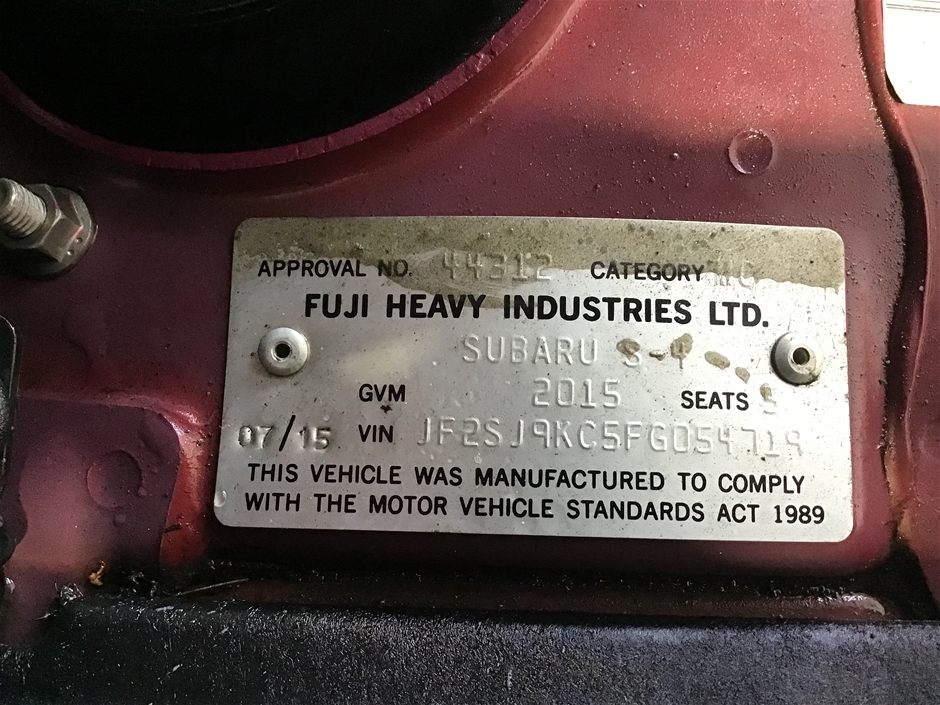 APPROVAL NO. 44312 CATEGORY MC
FUJI HEAVY INDUSTRIES LTD.
SUBARU S-4
GVM 2015 SEATS 5
07/15 VIN JF2SJ9KC5FG054719
THIS VEHICLE WAS MANUFACTURED TO COMPLY
WITH THE MOTOR VEHICLE STANDARDS ACT 1989